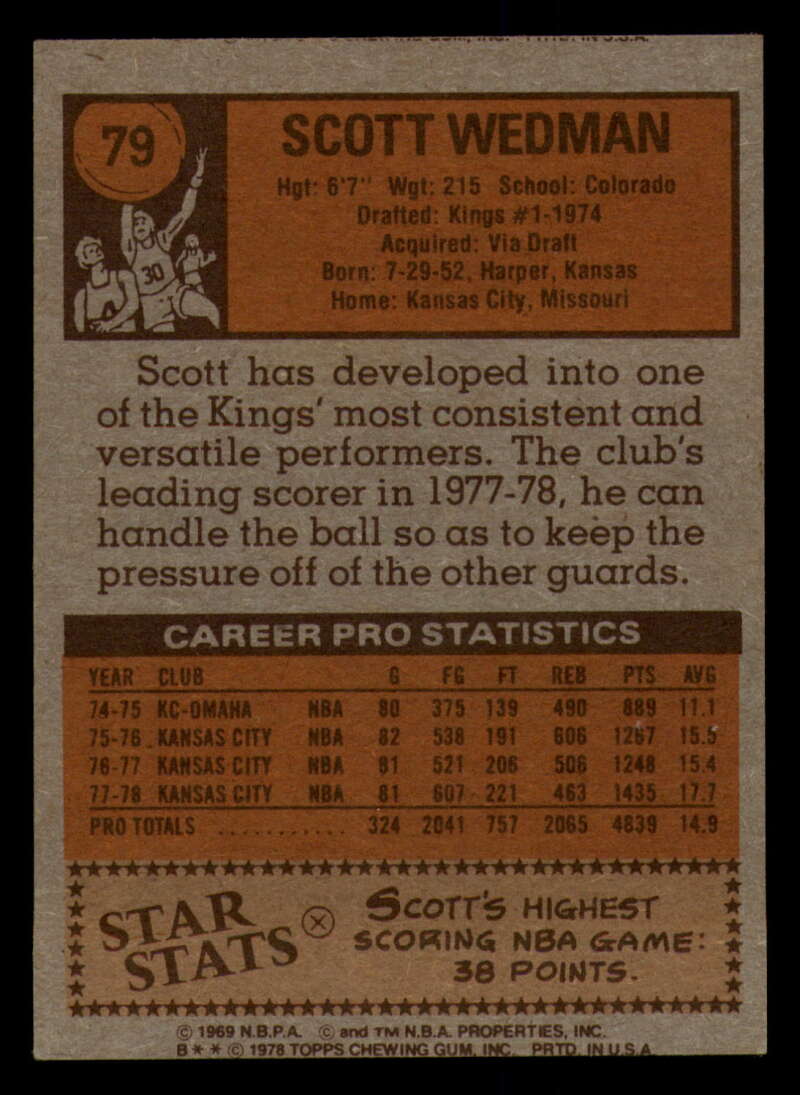 79
SCOTT WEDMAN
Hgt: 6'7" Wgt: 215 School: Colorado
Drafted: Kings #1-1974
Acquired: Via Draft
Born: 7-29-52, Harper, Kansas
Home: Kansas City, Missouri
30
4
Scott has developed into one
of the Kings' most consistent and
versatile performers. The club's
leading scorer in 1977-78, he can
handle the ball so as to keep the
pressure off of the other guards.
CAREER PRO STATISTICS
YEAR CLUB G FG FT REB PTS AVG
74-75 KC-OMAHA NBA 80 375 139 490 889 11.1
75-76 KANSAS CITY NBA 82 538 191 606 1267 15.5
76-77 KANSAS CITY NBA 81 521 206 506 1248 15.4
77-78 KANSAS CITY NBA 81 607 221 463 1435 17.7
PRO TOTALS ........... 324 2041 757 2065 4839 14.9
STAR
STATS
SCOTT'S HIGHEST
SCORING NBA GAME:
38 POINTS.
© 1969 N.B.P.A. © and TM N.B.A. PROPERTIES, INC.
B * * © 1978 TOPPS CHEWING GUM, INC. PRTD. IN U.S.A.